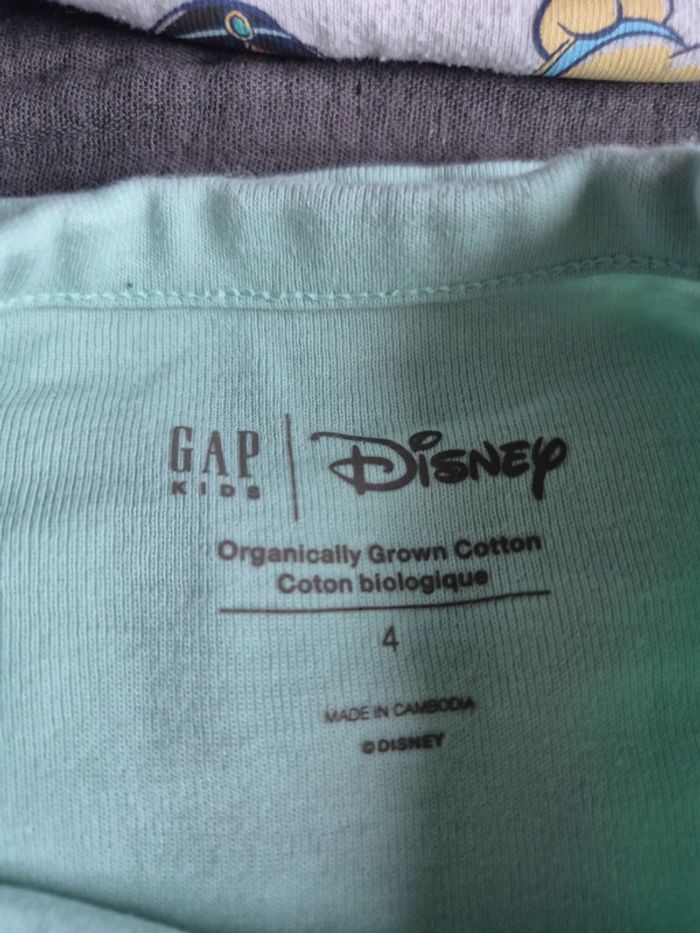 GAP | Disney
KIDS
Organically Grown Cotton
Coton biologique
4
MADE IN CAMBODIA
©DISNEY